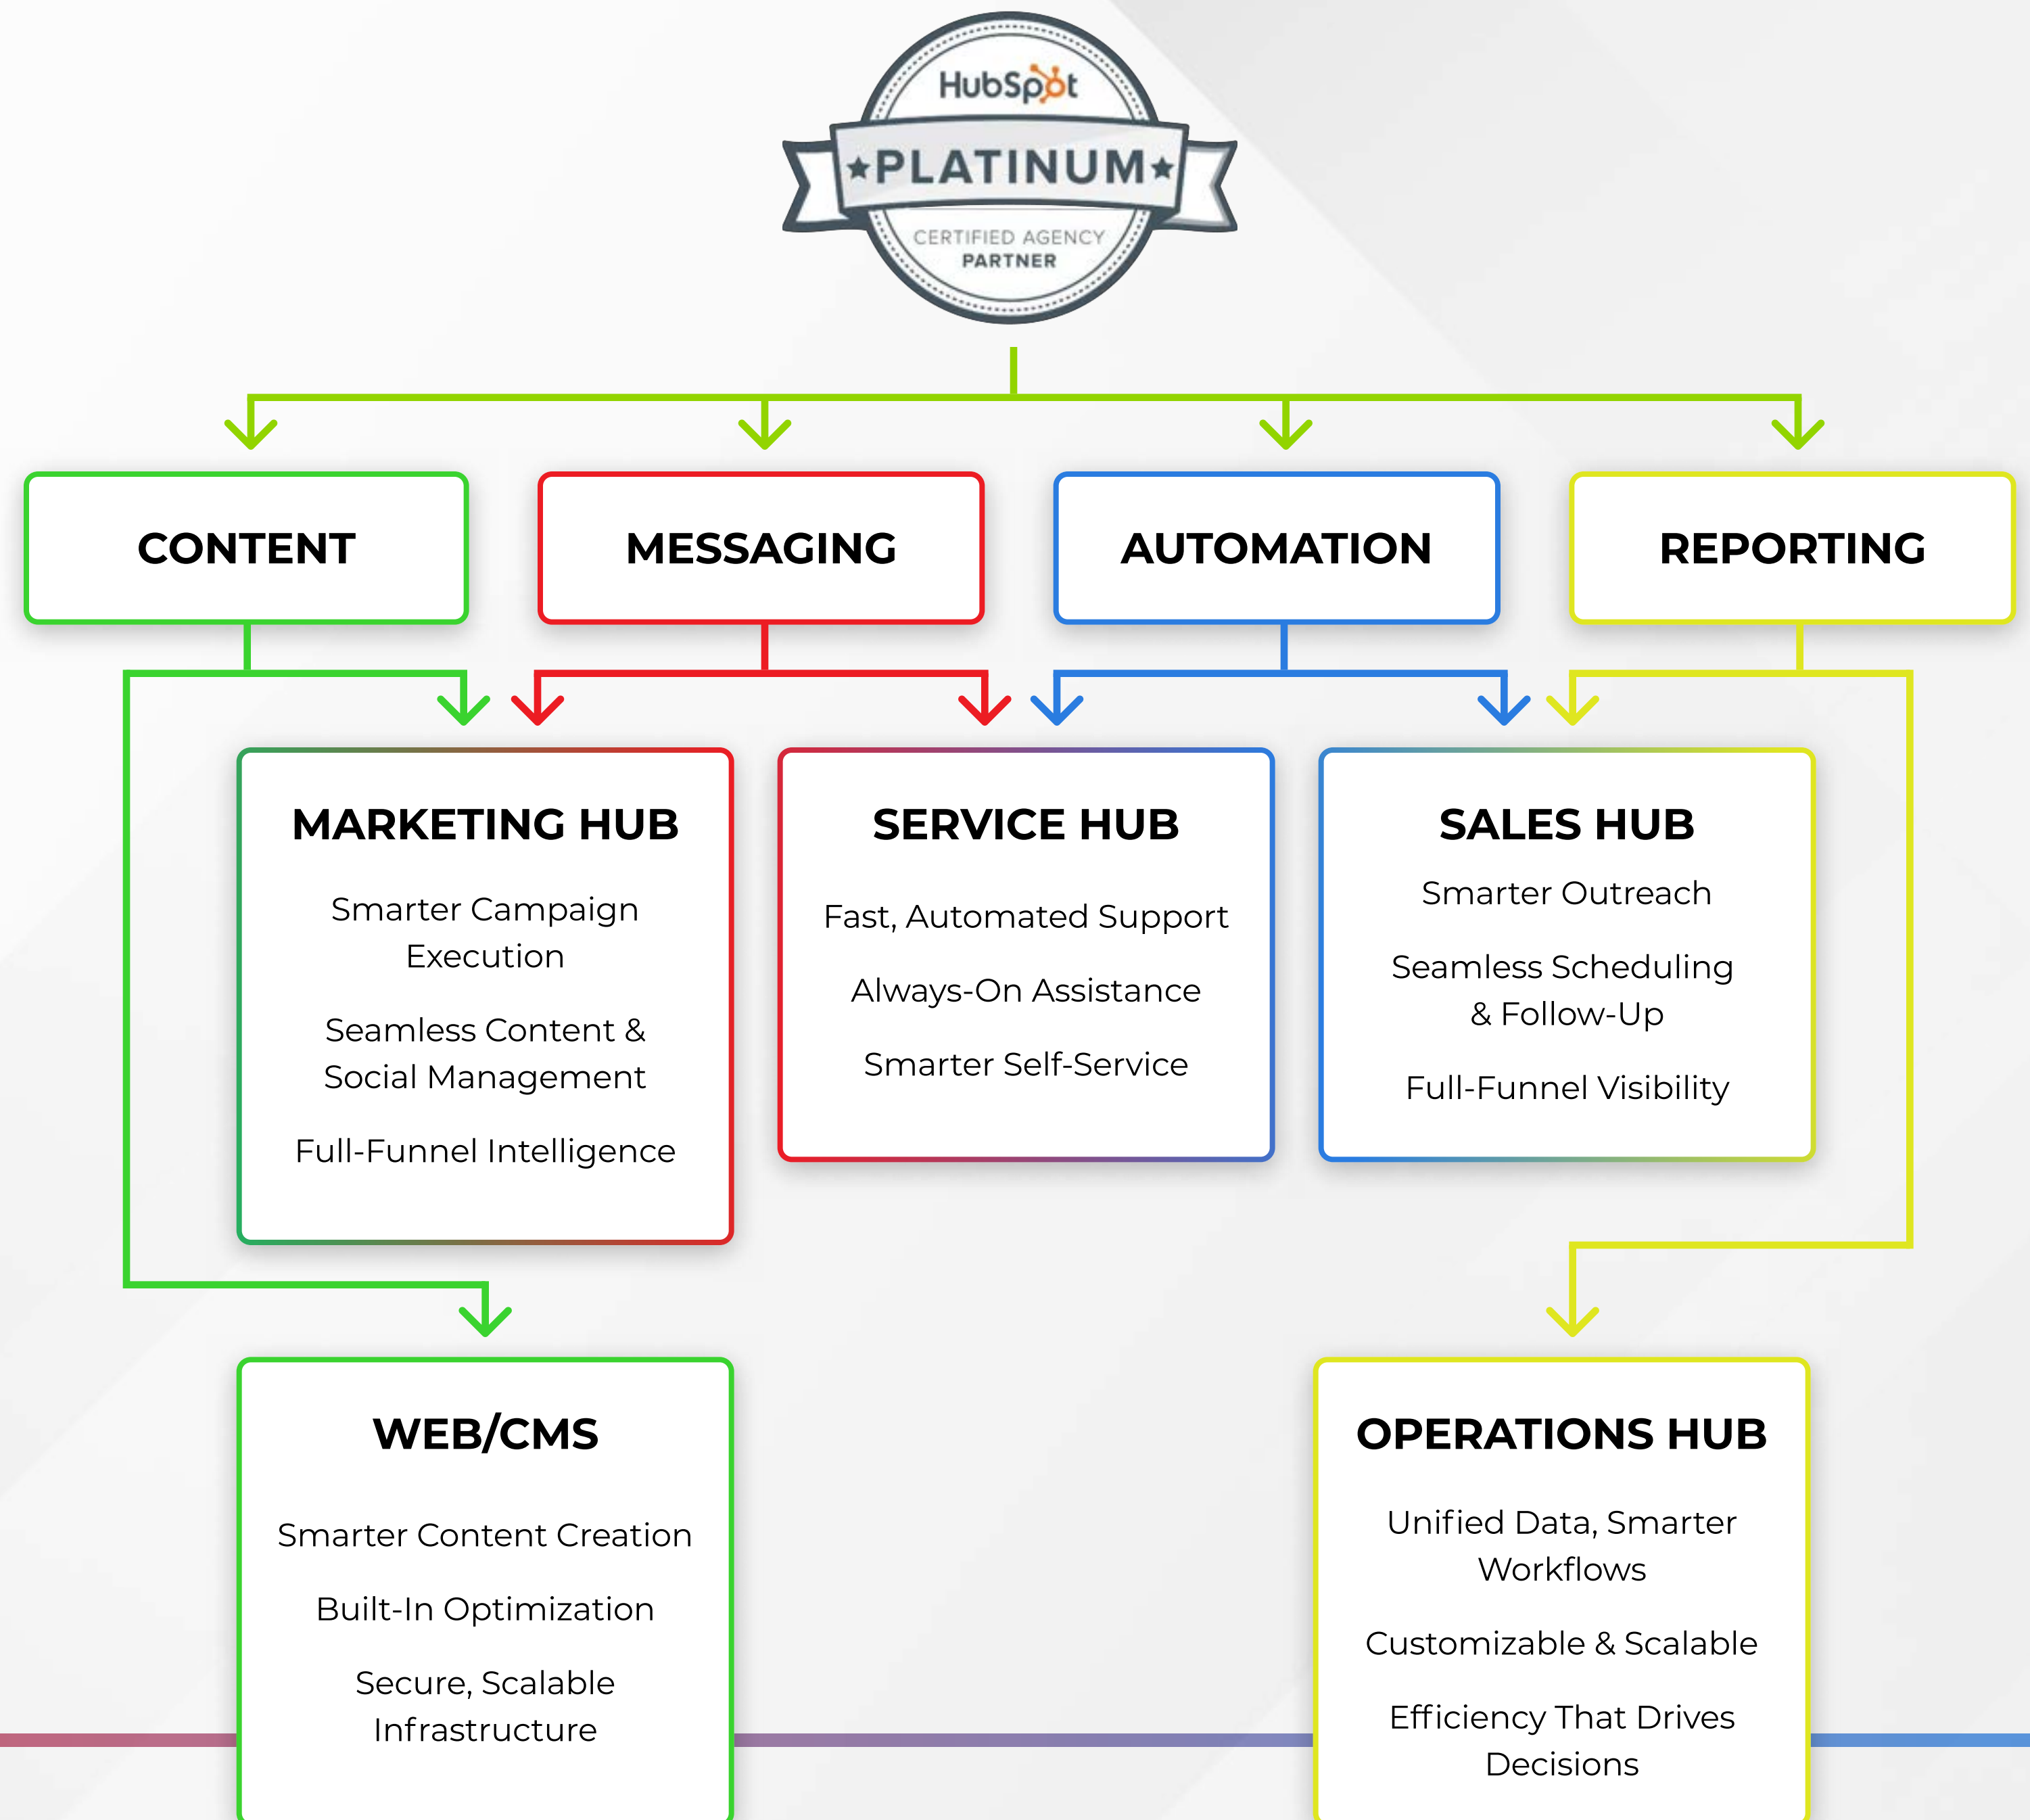 HubSpot
PLATINUM
CERTIFIED AGENCY
PARTNER
CONTENT
MESSAGING
AUTOMATION
REPORTING
MARKETING HUB
Smarter Campaign
Execution
Seamless Content &
Social Management
Full-Funnel Intelligence
SERVICE HUB
Fast, Automated Support
Always-On Assistance
Smarter Self-Service
SALES HUB
Smarter Outreach
Seamless Scheduling
& Follow-Up
Full-Funnel Visibility
WEB/CMS
Smarter Content Creation
Built-In Optimization
Secure, Scalable
Infrastructure
OPERATIONS HUB
Unified Data, Smarter
Workflows
Customizable & Scalable
Efficiency That Drives
Decisions